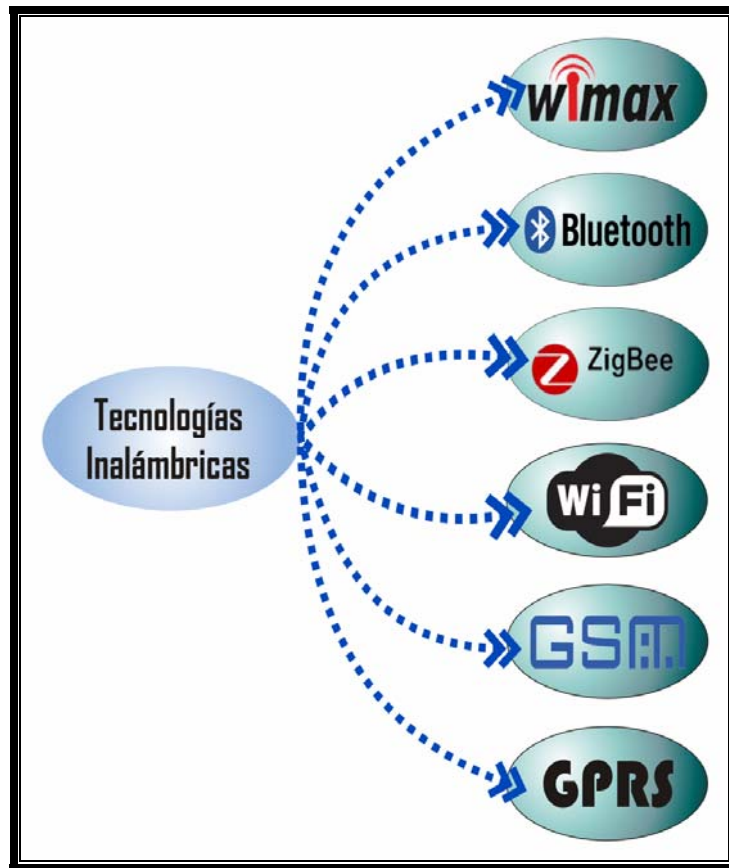 wimax
Bluetooth
ZigBee
Tecnologías
Inalámbricas
WiFi
GSM
GPRS